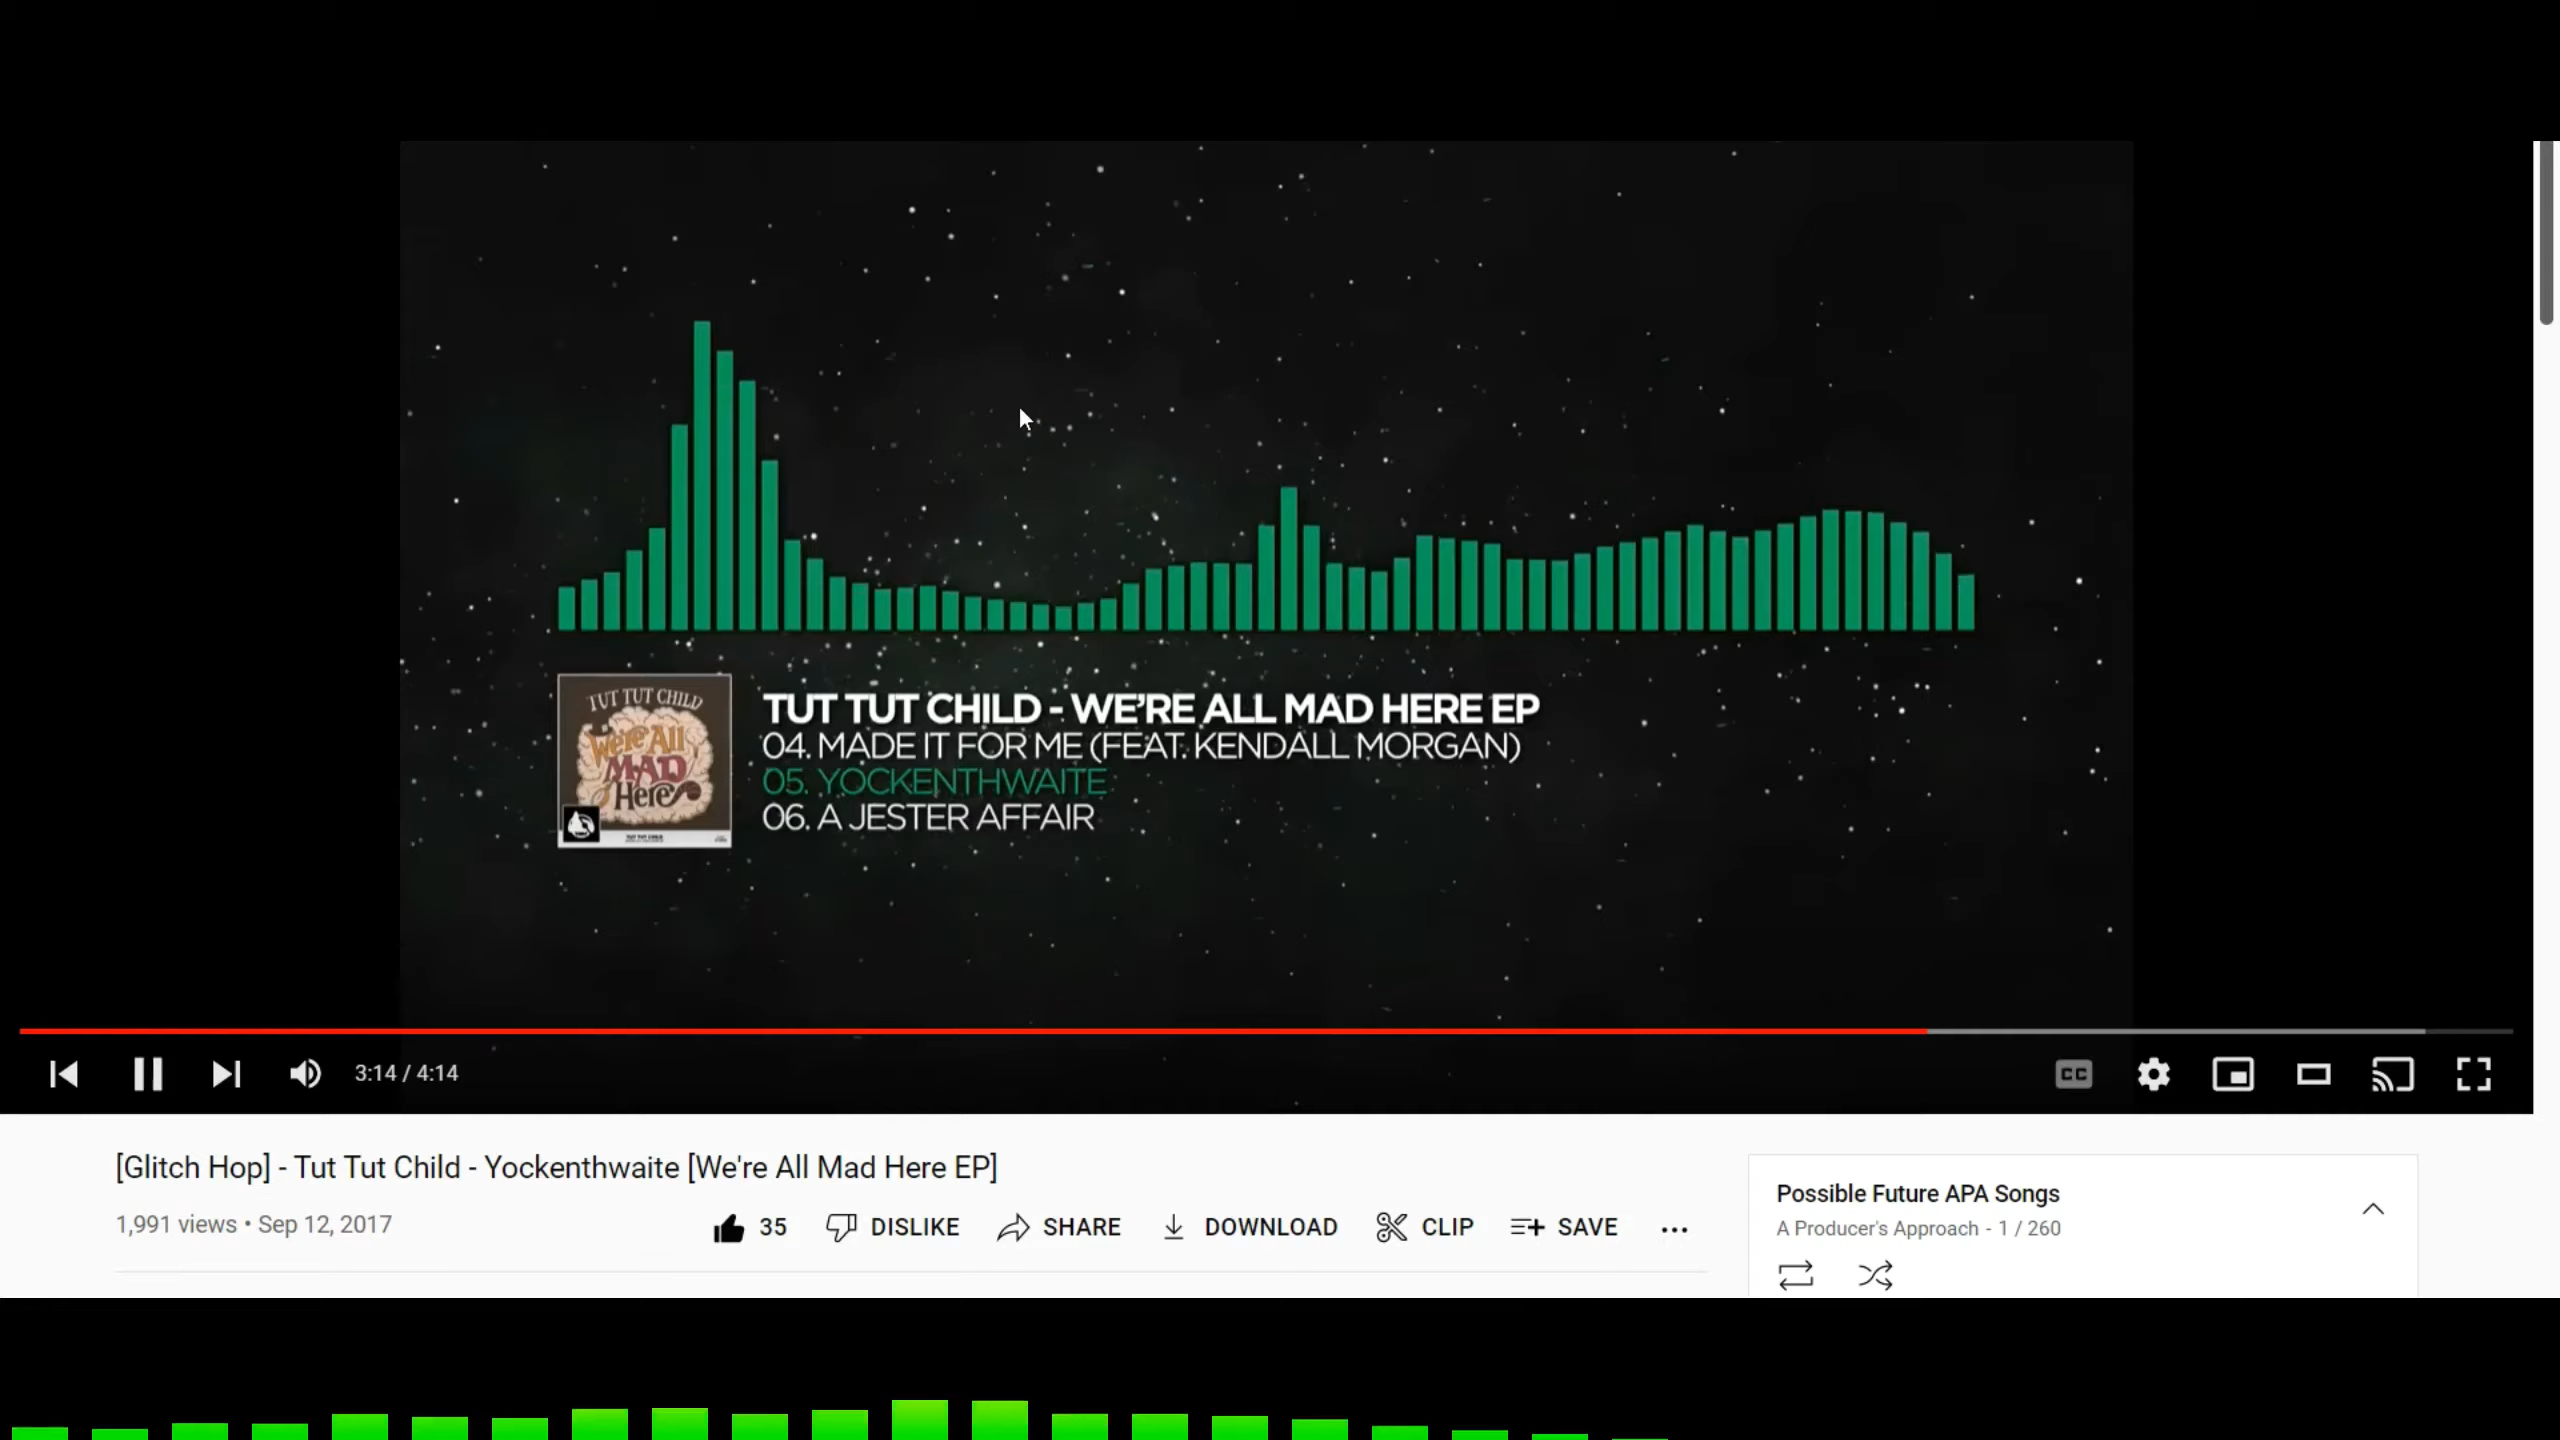 TUT TUT CHILD
We're All
MAD
Here
TUT TUT CHILD - WE'RE ALL MAD HERE EP
04. MADE IT FOR ME (FEAT. KENDALL MORGAN)
05. YOCKENTHWAITE
06. A JESTER AFFAIR
3:14 / 4:14
CC
[Glitch Hop] - Tut Tut Child - Yockenthwaite [We're All Mad Here EP]
1,991 views • Sep 12, 2017
35 DISLIKE SHARE DOWNLOAD CLIP SAVE ...
Possible Future APA Songs
A Producer's Approach - 1 / 260